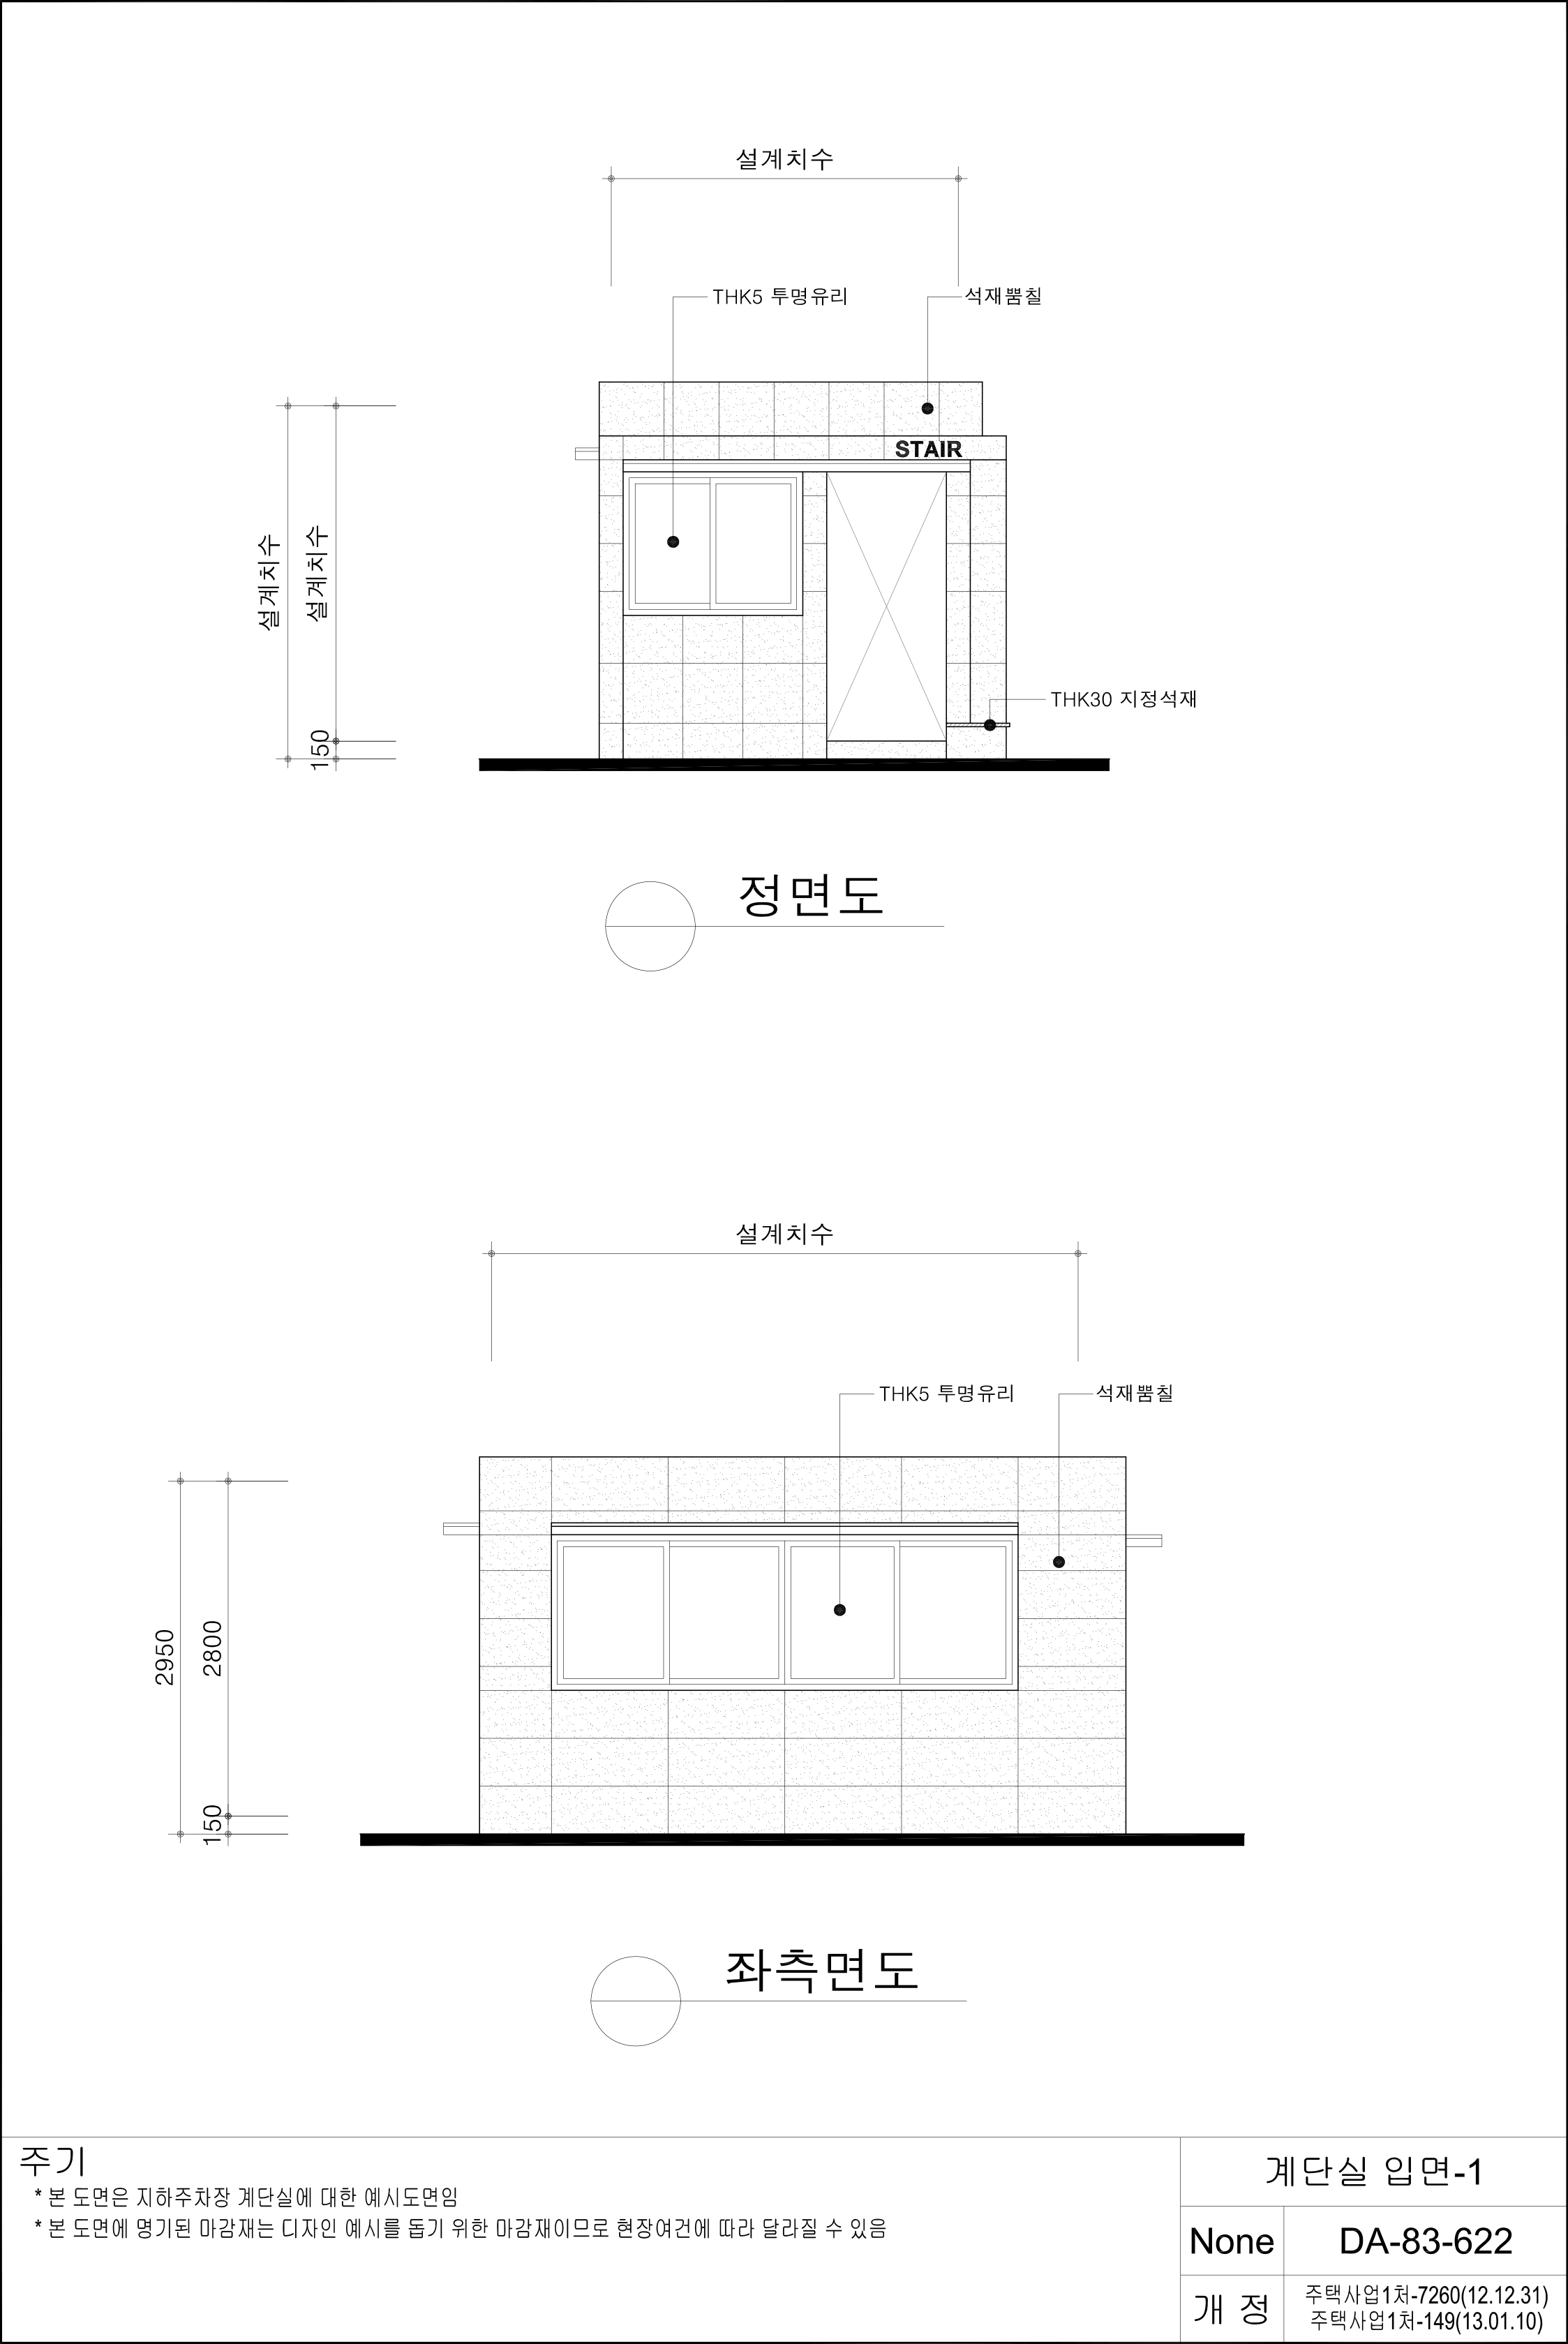 설계치수
THK5 투명유리
석재뿜칠
STAIR
설계치수
설계치수
150
THK30 지정석재
정면도
설계치수
THK5 투명유리
석재뿜칠
2950
2800
150
좌측면도
주기
* 본 도면은 지하주차장 계단실에 대한 예시도면임
* 본 도면에 명기된 마감재는 디자인 예시를 돕기 위한 마감재이므로 현장여건에 따라 달라질 수 있음
계단실 입면-1
None
DA-83-622
개 정
주택사업1처-7260(12.12.31)
주택사업1처-149(13.01.10)